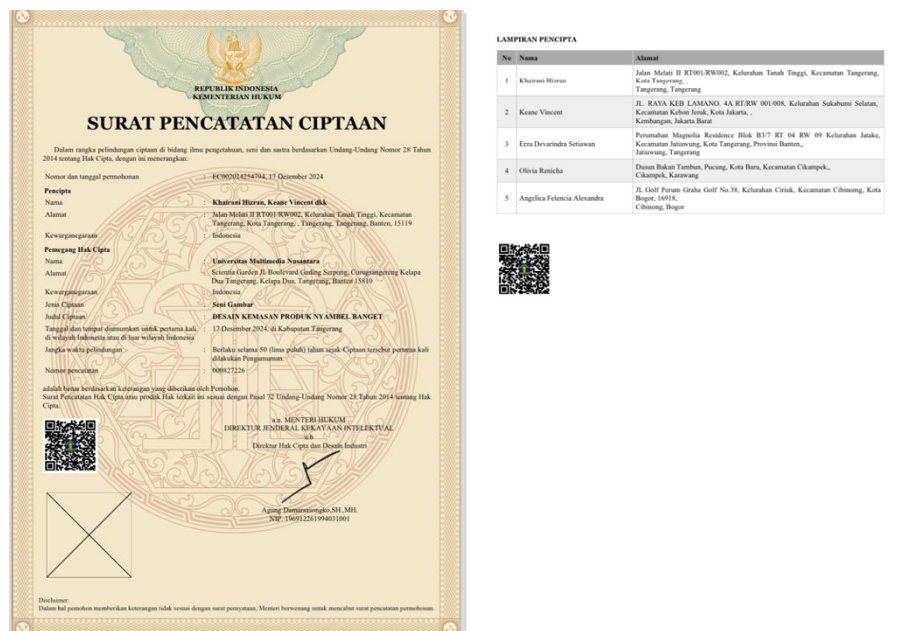 REPUBLIK INDONESIA
KEMENTERIAN HUKUM
SURAT PENCATATAN CIPTAAN
Dalam rangka pelindungan ciptaan di bidang ilmu pengetahuan, seni dan sastra berdasarkan Undang-Undang Nomor 28 Tahun
2014 tentang Hak Cipta, dengan ini menerangkan:
Nomor dan tanggal permohonan : EC002024254794, 17 Desember 2024
Pencipta
Nama : Khairani Hizran, Keane Vincent dkk
Alamat : Jalan Melati II RT001/RW002, Kelurahan Tanah Tinggi, Kecamatan
Tangerang, Kota Tangerang, , Tangerang, Tangerang, Banten, 15119
Kewarganegaraan : Indonesia
Pemegang Hak Cipta
Nama : Universitas Multimedia Nusantara
Alamat : Scientia Garden Jl. Boulevard Gading Serpong, Curugsangereng Kelapa
Dua Tangerang, Kelapa Dua, Tangerang, Banten 15810
Kewarganegaraan : Indonesia
Jenis Ciptaan : Seni Gambar
Judul Ciptaan : DESAIN KEMASAN PRODUK NYAMBEL BANGET
Tanggal dan tempat diumumkan untuk pertama kali : 17 Desember 2024, di Kabupaten Tangerang
di wilayah Indonesia atau di luar wilayah Indonesia
Jangka waktu pelindungan : Berlaku selama 50 (lima puluh) tahun sejak Ciptaan tersebut pertama kali
dilakukan Pengumuman.
Nomor pencatatan : 000827226
adalah benar berdasarkan keterangan yang diberikan oleh Pemohon.
Surat Pencatatan Hak Cipta atau produk Hak terkait ini sesuai dengan Pasal 72 Undang-Undang Nomor 28 Tahun 2014 tentang Hak
Cipta.
a.n. MENTERI HUKUM
DIREKTUR JENDERAL KEKAYAAN INTELEKTUAL
u.b
Direktur Hak Cipta dan Desain Industri
Agung Damarsasongko,SH.,MH.
NIP. 196912261994031001
Disclaimer:
Dalam hal pemohon memberikan keterangan tidak sesuai dengan surat pernyataan, Menteri berwenang untuk mencabut surat pencatatan permohonan.
LAMPIRAN PENCIPTA
No Nama Alamat
1 Khairani Hizran Jalan Melati II RT001/RW002, Kelurahan Tanah Tinggi, Kecamatan Tangerang,
Kota Tangerang, ,
Tangerang, Tangerang
2 Keane Vincent JL. RAYA KEB LAMANO. 4A RT/RW 001/008, Kelurahan Sukabumi Selatan,
Kecamatan Kebon Jeruk, Kota Jakarta, ,
Kembangan, Jakarta Barat
3 Erza Devarindra Setiawan Perumahan Magnolia Residence Blok B3/7 RT 04 RW 09 Kelurahan Jatake,
Kecamatan Jatiuwung, Kota Tangerang, Provinsi Banten,,
Jatiuwung, Tangerang
4 Olivia Renicha Dusun Bakan Tambun, Pucung, Kota Baru, Kecamatan Cikampek,,
Cikampek, Karawang
5 Angelica Felencia Alexandra JL Golf Perum Graha Golf No.38, Kelurahan Ciriuk, Kecamatan Cibinomg, Kota
Bogor, 16918,
Cibinong, Bogor